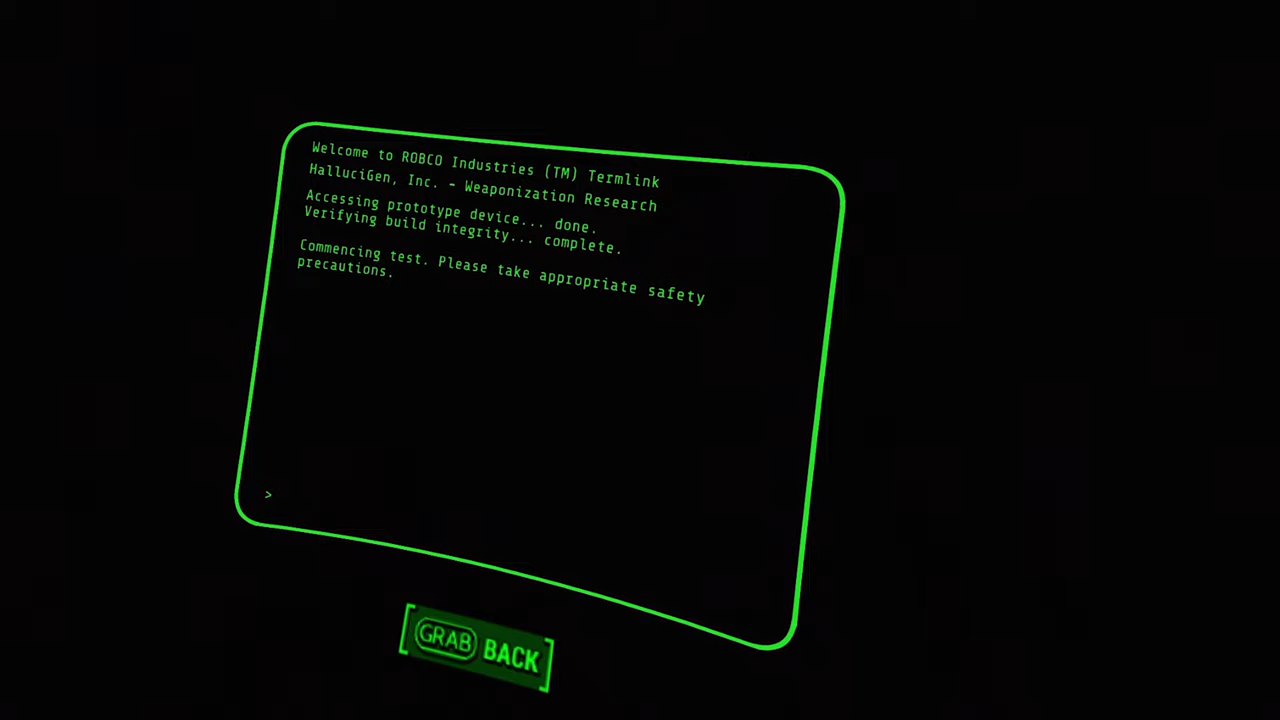 Welcome to ROBCO Industries (TM) Termlink
HalluciGen, Inc. - Weaponization Research
Accessing prototype device... done.
Verifying build integrity... complete.
Commencing test. Please take appropriate safety
precautions.
>
GRAB BACK